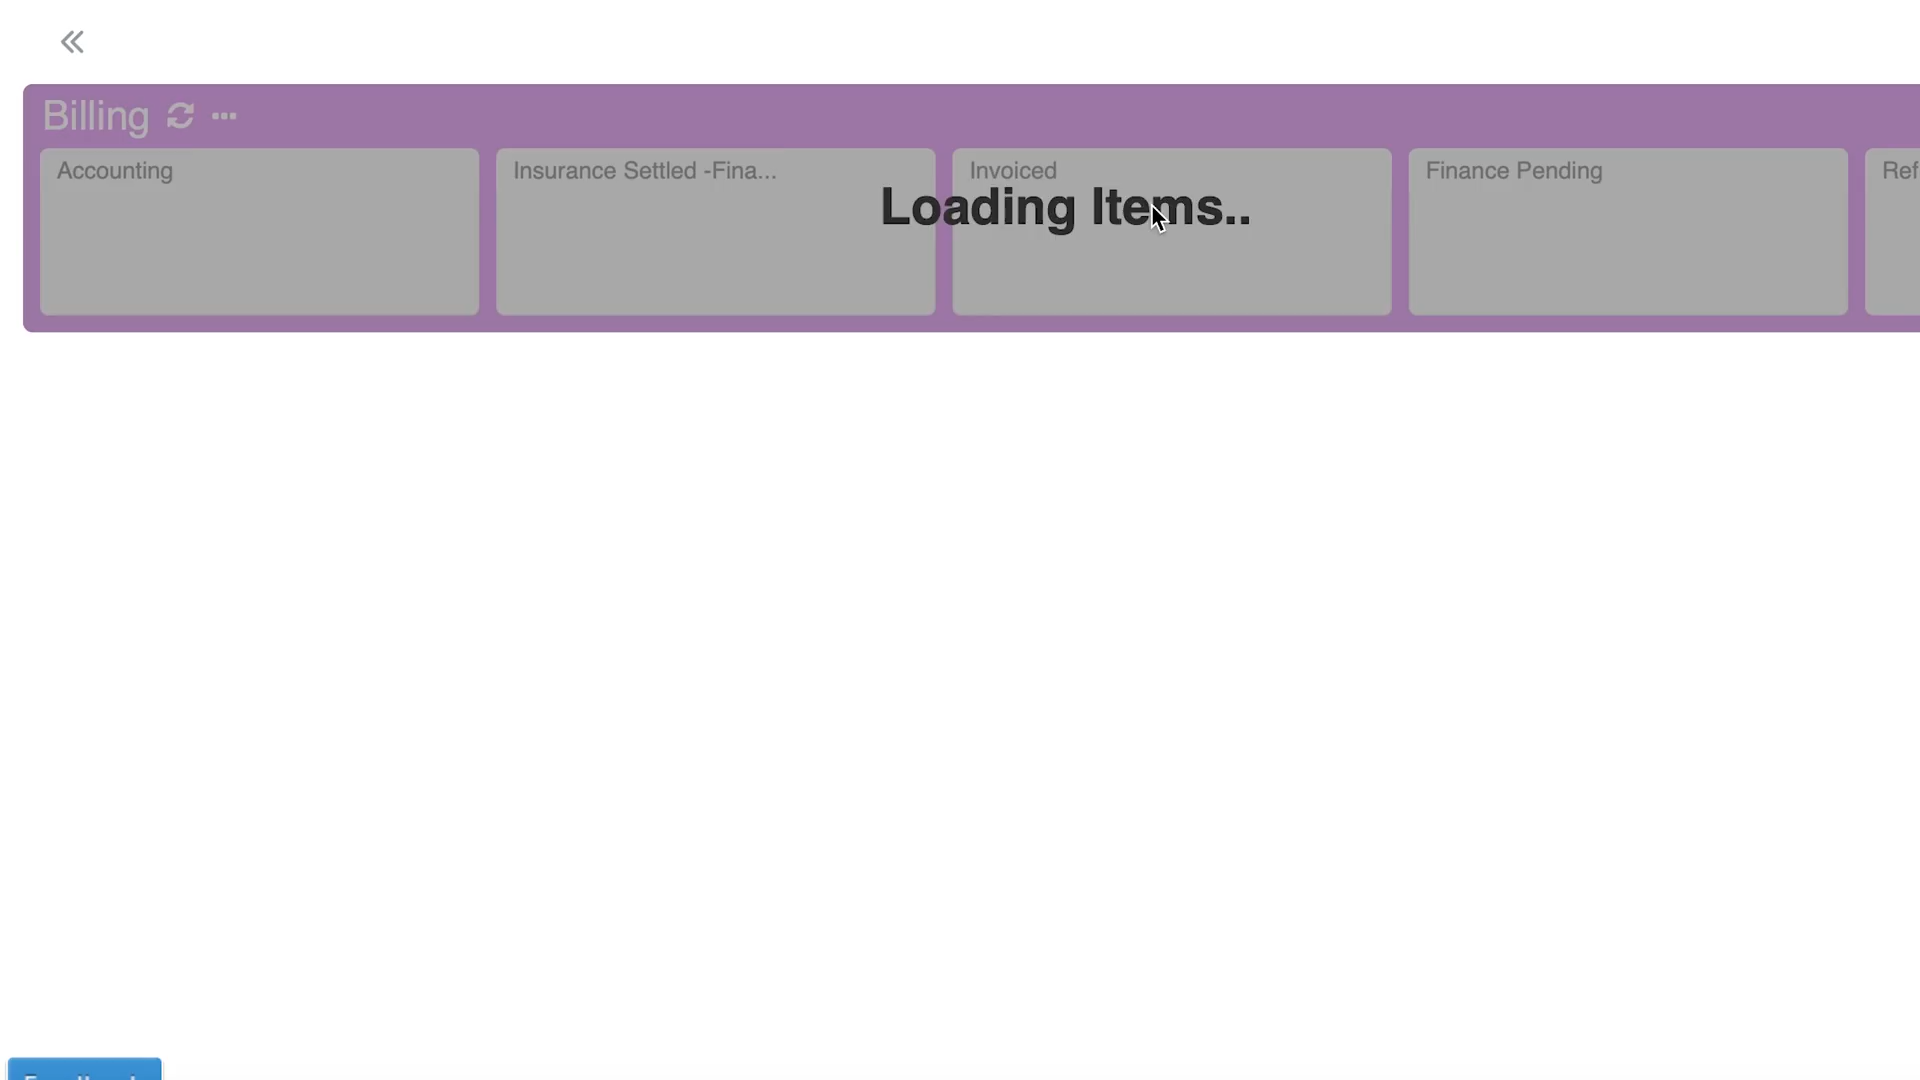 Billing
Accounting
Insurance Settled -Fina...
Invoiced
Finance Pending
Ref
Loading Items..